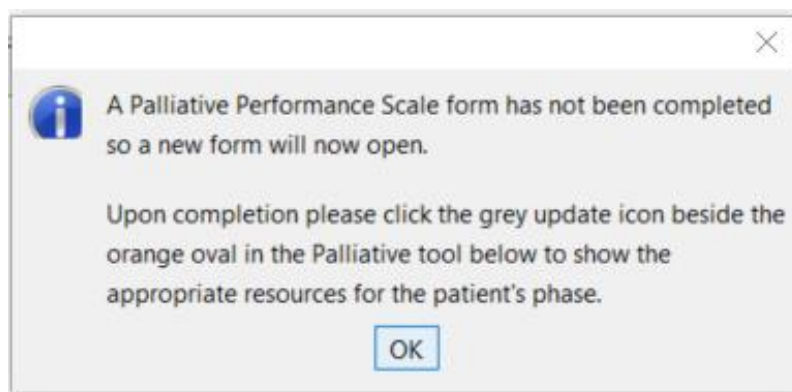 A Palliative Performance Scale form has not been completed
so a new form will now open.
Upon completion please click the grey update icon beside the
orange oval in the Palliative tool below to show the
appropriate resources for the patient's phase.
OK